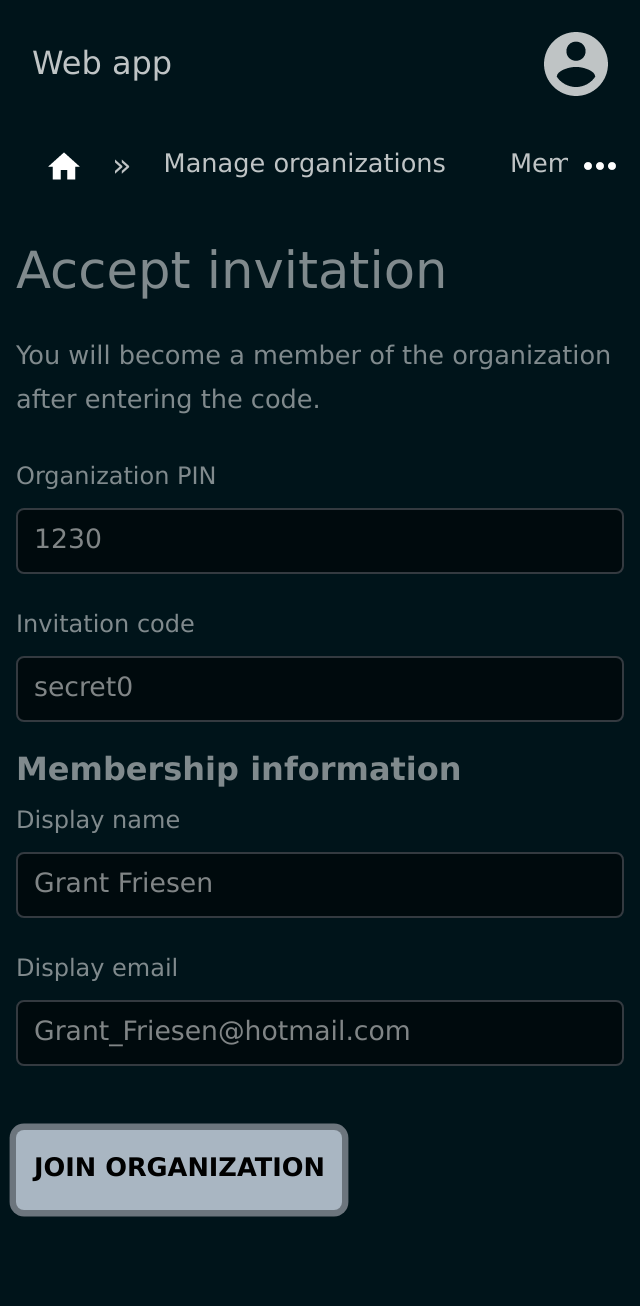 Web app
» Manage organizations Mem
Accept invitation
You will become a member of the organization
after entering the code.
Organization PIN
1230
Invitation code
secret0
Membership information
Display name
Grant Friesen
Display email
Grant_Friesen@hotmail.com
JOIN ORGANIZATION